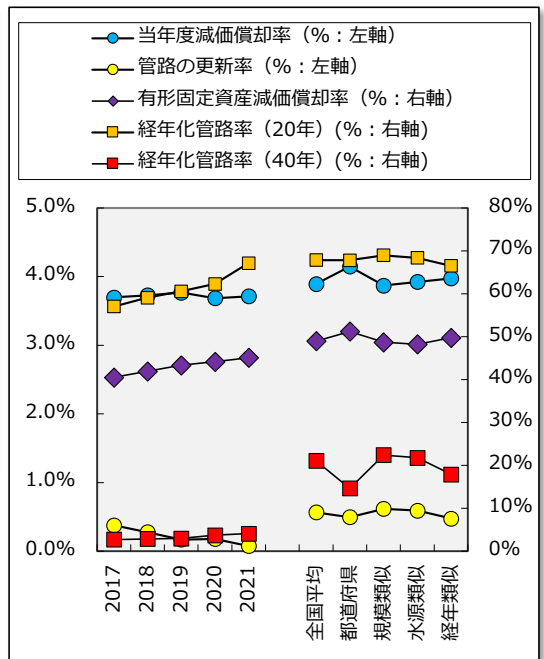 当年度減価償却率（%：左軸）
管路の更新率（%：左軸）
有形固定資産減価償却率（%：右軸）
経年化管路率（20年）(%：右軸)
経年化管路率（40年）(%：右軸)
5.0%
4.0%
3.0%
2.0%
1.0%
0.0%
80%
70%
60%
50%
40%
30%
20%
10%
0%
2017
2018
2019
2020
2021
全国平均
都道府県
規模類似
水源類似
経年類似